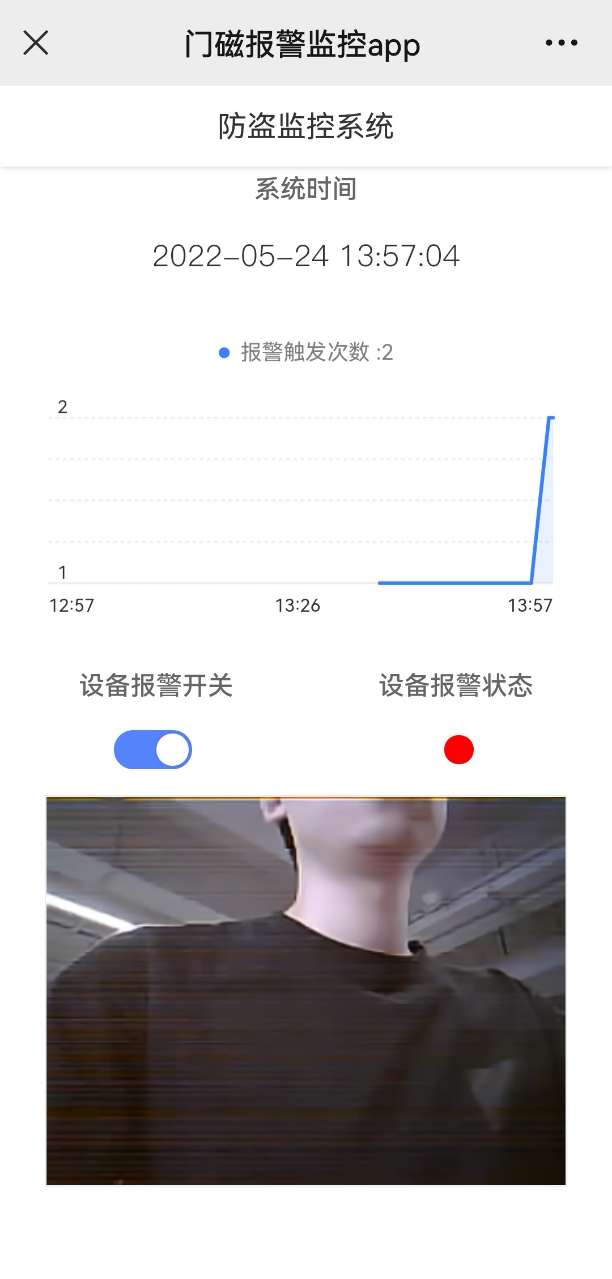 门磁报警监控app
防盗监控系统
系统时间
2022-05-24 13:57:04
报警触发次数 :2
2
1
12:57 13:26 13:57
设备报警开关 设备报警状态